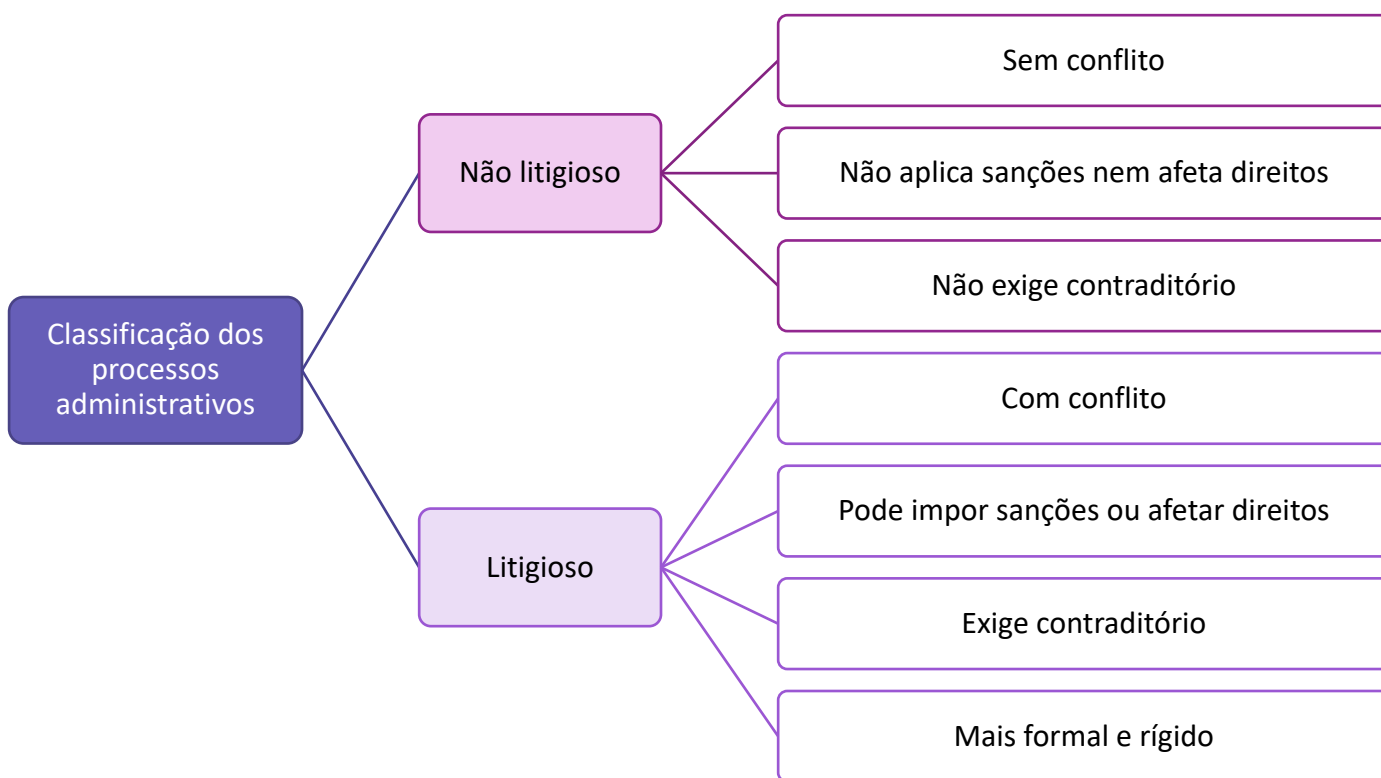 Classificação dos
processos
administrativos
Não litigioso
Sem conflito
Não aplica sanções nem afeta direitos
Não exige contraditório
Litigioso
Com conflito
Pode impor sanções ou afetar direitos
Exige contraditório
Mais formal e rígido